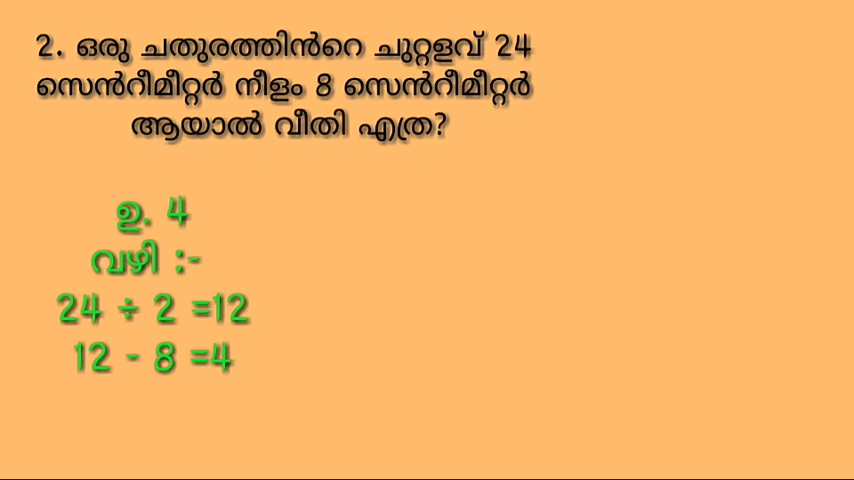 2. ഒരു ചതുരത്തിൻറെ ചുറ്റളവ് 24
സെൻറീമീറ്റർ നീളം 8 സെൻറീമീറ്റർ
ആയാൽ വീതി എത്ര?
ഉ. 4
വഴി :-
24 ÷ 2 =12
12 - 8 =4